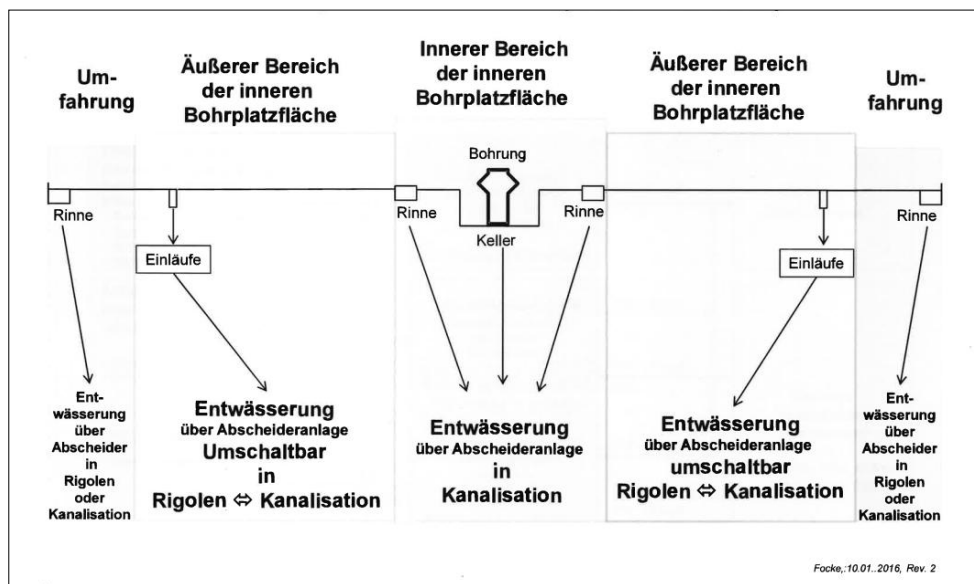 Um-
fahrung
Äußerer Bereich
der inneren
Bohrplatzfläche
Innerer Bereich
der inneren
Bohrplatzfläche
Äußerer Bereich
der inneren
Bohrplatzfläche
Um-
fahrung
Bohrung
Rinne
Rinne
Keller
Rinne
Rinne
Einläufe
Einläufe
Ent-
wässerung
über
Abscheider
in
Rigolen
oder
Kanalisation
Entwässerung
über Abscheideranlage
Umschaltbar
in
Rigolen ⇔ Kanalisation
Entwässerung
über Abscheideranlage
in
Kanalisation
Entwässerung
über Abscheideranlage
umschaltbar
Rigolen ⇔ Kanalisation
Ent-
wässerung
über
Abscheider
in
Rigolen
oder
Kanalisation
Focke,:10.01..2016, Rev. 2